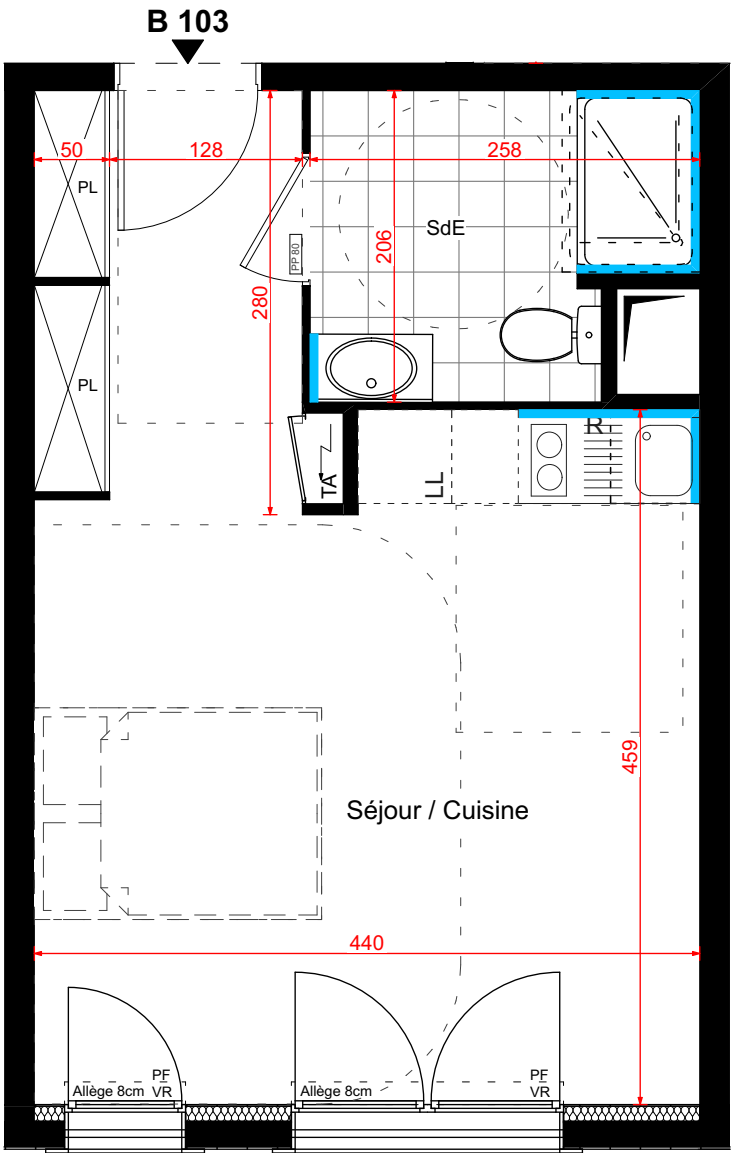 B 103
50
128
258
PL
SdE
206
PP 80
280
PL
R
TA
LL
459
Séjour / Cuisine
440
PF
Allège 8cm VR
PF
Allège 8cm VR